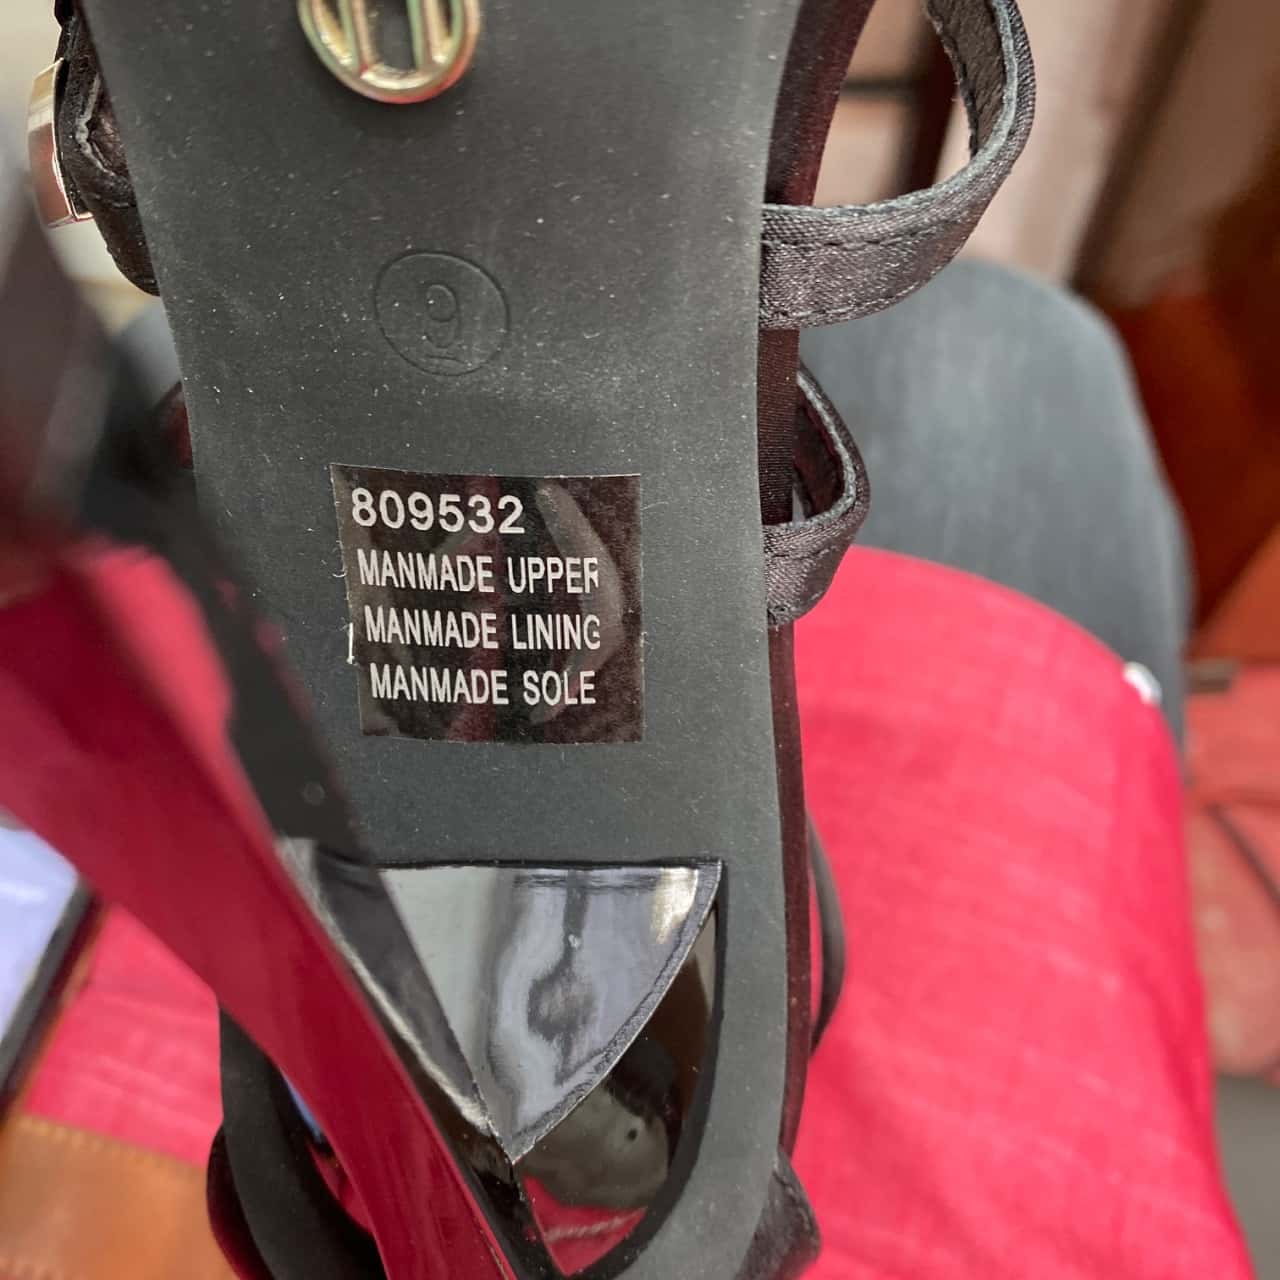 9
809532
MANMADE UPPER
MANMADE LINING
MANMADE SOLE